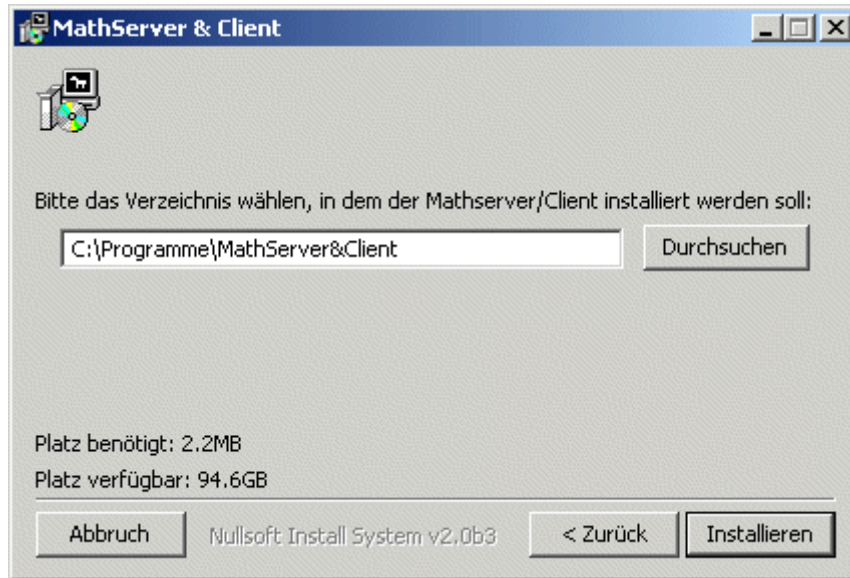 MathServer & Client
Bitte das Verzeichnis wählen, in dem der Mathserver/Client installiert werden soll:
C:\Programme\MathServer&Client
Durchsuchen
Platz benötigt: 2.2MB
Platz verfügbar: 94.6GB
Abbruch Nullsoft Install System v2.0b3 < Zurück Installieren